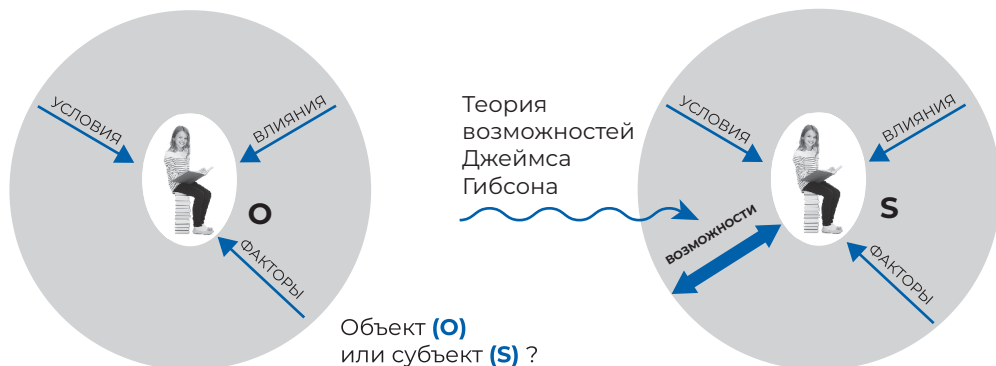 УСЛОВИЯ
ВЛИЯНИЯ
O
ФАКТОРЫ
Теория
возможностей
Джеймса
Гибсона
УСЛОВИЯ
ВЛИЯНИЯ
S
ВОЗМОЖНОСТИ
ФАКТОРЫ
Объект (O)
или субъект (S) ?